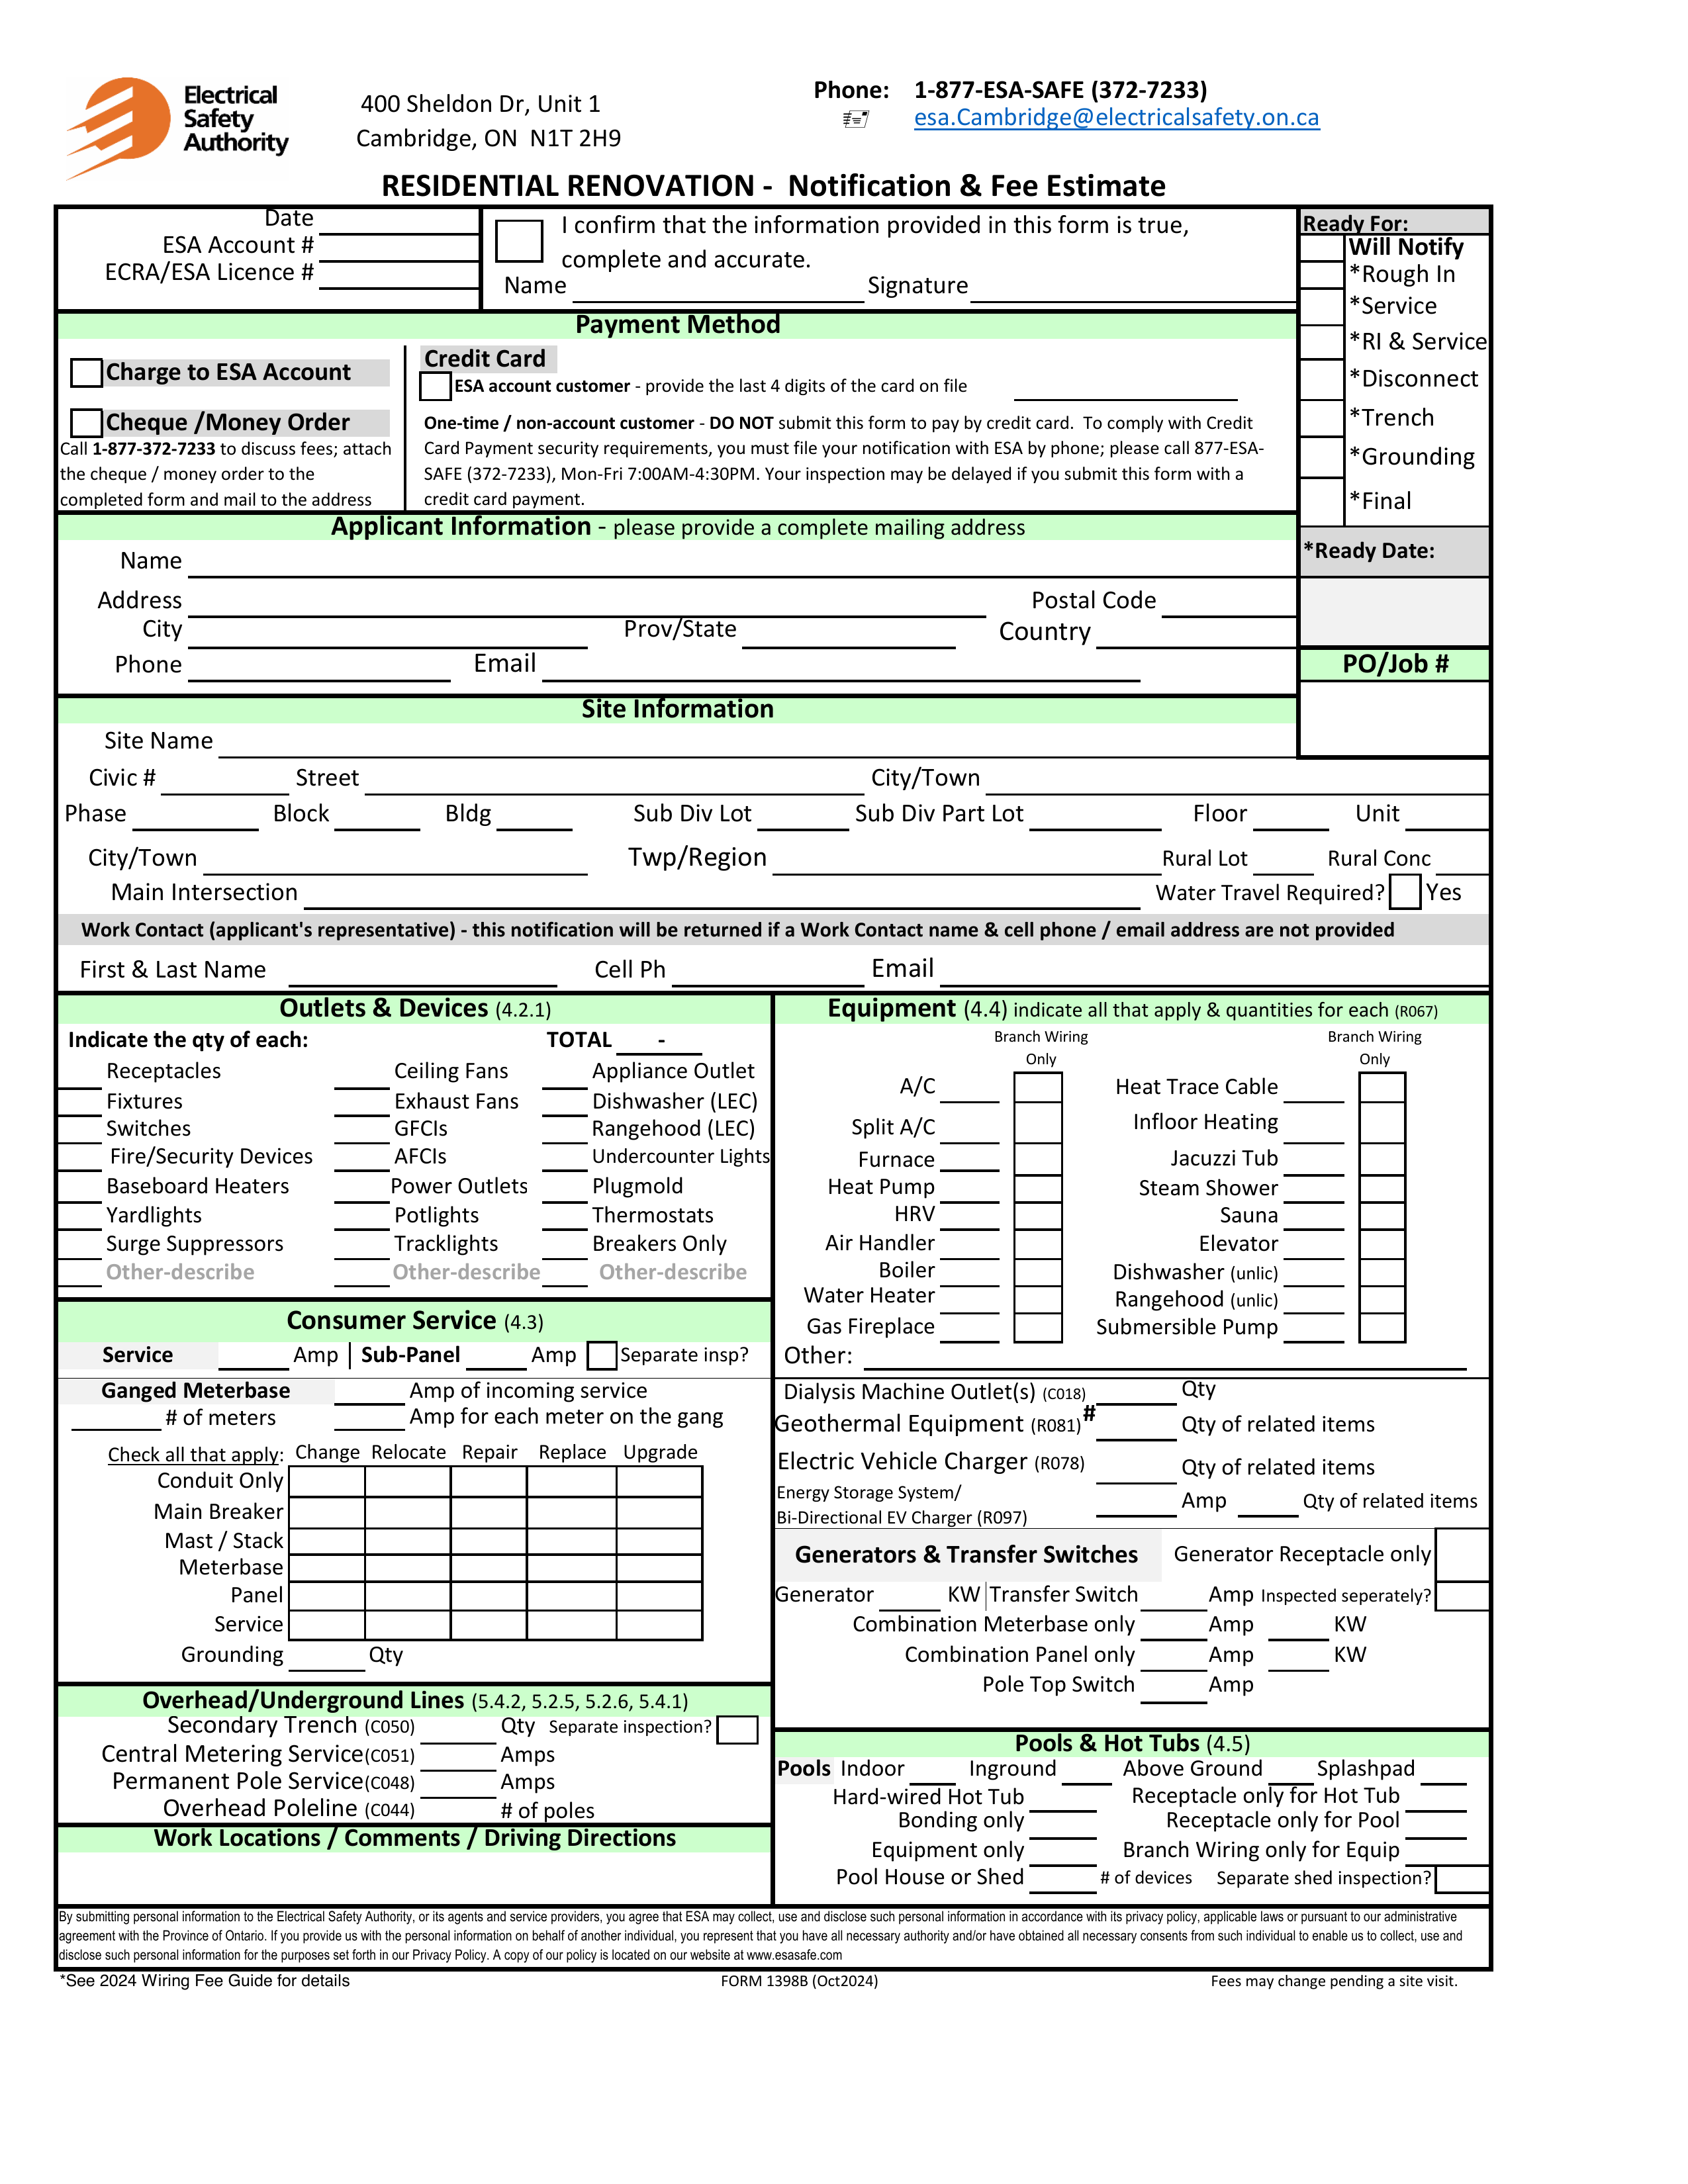 Electrical
Safety
Authority
400 Sheldon Dr, Unit 1
Cambridge, ON  N1T 2H9
Phone: 1-877-ESA-SAFE (372-7233)
esa.Cambridge@electricalsafety.on.ca
RESIDENTIAL RENOVATION -  Notification & Fee Estimate
Date
ESA Account #
ECRA/ESA Licence #
I confirm that the information provided in this form is true,
complete and accurate.
Name Signature
Ready For:
Will Notify
*Rough In
*Service
*RI & Service
*Disconnect
*Trench
*Grounding
*Final
*Ready Date:
PO/Job #
Payment Method
Charge to ESA Account
Cheque /Money Order
Call 1-877-372-7233 to discuss fees; attach
the cheque / money order to the
completed form and mail to the address
Credit Card
ESA account customer - provide the last 4 digits of the card on file
One-time / non-account customer - DO NOT submit this form to pay by credit card.  To comply with Credit
Card Payment security requirements, you must file your notification with ESA by phone; please call 877-ESA-
SAFE (372-7233), Mon-Fri 7:00AM-4:30PM. Your inspection may be delayed if you submit this form with a
credit card payment.
Applicant Information - please provide a complete mailing address
Name
Address Postal Code
City Prov/State Country
Phone Email
Site Information
Site Name
Civic # Street City/Town
Phase Block Bldg Sub Div Lot Sub Div Part Lot Floor Unit
City/Town Twp/Region Rural Lot Rural Conc
Main Intersection Water Travel Required? Yes
Work Contact (applicant's representative) - this notification will be returned if a Work Contact name & cell phone / email address are not provided
First & Last Name Cell Ph Email
Outlets & Devices (4.2.1)
Indicate the qty of each: TOTAL -
Receptacles Ceiling Fans Appliance Outlet
Fixtures Exhaust Fans Dishwasher (LEC)
Switches GFCIs Rangehood (LEC)
Fire/Security Devices AFCIs Undercounter Lights
Baseboard Heaters Power Outlets Plugmold
Yardlights Potlights Thermostats
Surge Suppressors Tracklights Breakers Only
Other-describe Other-describe Other-describe
Consumer Service (4.3)
Service Amp | Sub-Panel Amp Separate insp?
Ganged Meterbase Amp of incoming service
# of meters Amp for each meter on the gang
Check all that apply: Change Relocate Repair Replace Upgrade
Conduit Only
Main Breaker
Mast / Stack
Meterbase
Panel
Service
Grounding Qty
Overhead/Underground Lines (5.4.2, 5.2.5, 5.2.6, 5.4.1)
Secondary Trench (C050) Qty Separate inspection?
Central Metering Service(C051) Amps
Permanent Pole Service(C048) Amps
Overhead Poleline (C044) # of poles
Work Locations / Comments / Driving Directions
Equipment (4.4) indicate all that apply & quantities for each (R067)
Branch Wiring Branch Wiring
Only Only
A/C Heat Trace Cable
Split A/C Infloor Heating
Furnace Jacuzzi Tub
Heat Pump Steam Shower
HRV Sauna
Air Handler Elevator
Boiler Dishwasher (unlic)
Water Heater Rangehood (unlic)
Gas Fireplace Submersible Pump
Other:
Dialysis Machine Outlet(s) (C018) Qty
Geothermal Equipment (R081) # Qty of related items
Electric Vehicle Charger (R078) Qty of related items
Energy Storage System/
Bi-Directional EV Charger (R097) Amp Qty of related items
Generators & Transfer Switches Generator Receptacle only
Generator KW Transfer Switch Amp Inspected seperately?
Combination Meterbase only Amp KW
Combination Panel only Amp KW
Pole Top Switch Amp
Pools & Hot Tubs (4.5)
Pools Indoor Inground Above Ground Splashpad
Hard-wired Hot Tub Receptacle only for Hot Tub
Bonding only Receptacle only for Pool
Equipment only Branch Wiring only for Equip
Pool House or Shed # of devices Separate shed inspection?
By submitting personal information to the Electrical Safety Authority, or its agents and service providers, you agree that ESA may collect, use and disclose such personal information in accordance with its privacy policy, applicable laws or pursuant to our administrative
agreement with the Province of Ontario. If you provide us with the personal information on behalf of another individual, you represent that you have all necessary authority and/or have obtained all necessary consents from such individual to enable us to collect, use and
disclose such personal information for the purposes set forth in our Privacy Policy. A copy of our policy is located on our website at www.esasafe.com
*See 2024 Wiring Fee Guide for details FORM 1398B (Oct2024) Fees may change pending a site visit.